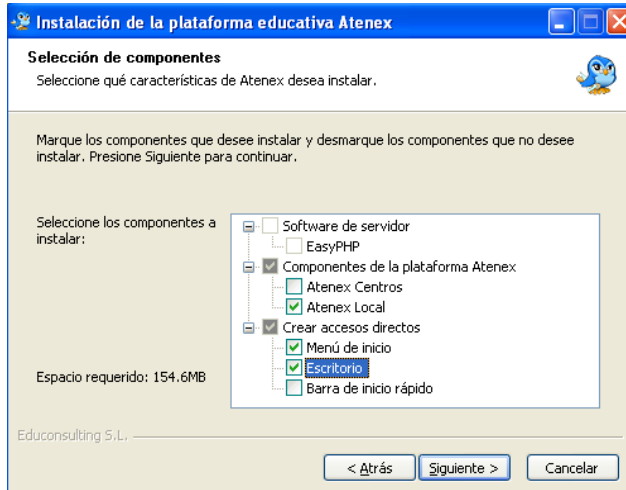 Instalación de la plataforma educativa Atenex
Selección de componentes
Seleccione qué características de Atenex desea instalar.
Marque los componentes que desee instalar y desmarque los componentes que no desee
instalar. Presione Siguiente para continuar.
Seleccione los componentes a
instalar:
Software de servidor
EasyPHP
Componentes de la plataforma Atenex
Atenex Centros
Atenex Local
Crear accesos directos
Menú de inicio
Escritorio
Barra de inicio rápido
Espacio requerido: 154.6MB
Educonsulting S.L.
< Atrás
Siguiente >
Cancelar